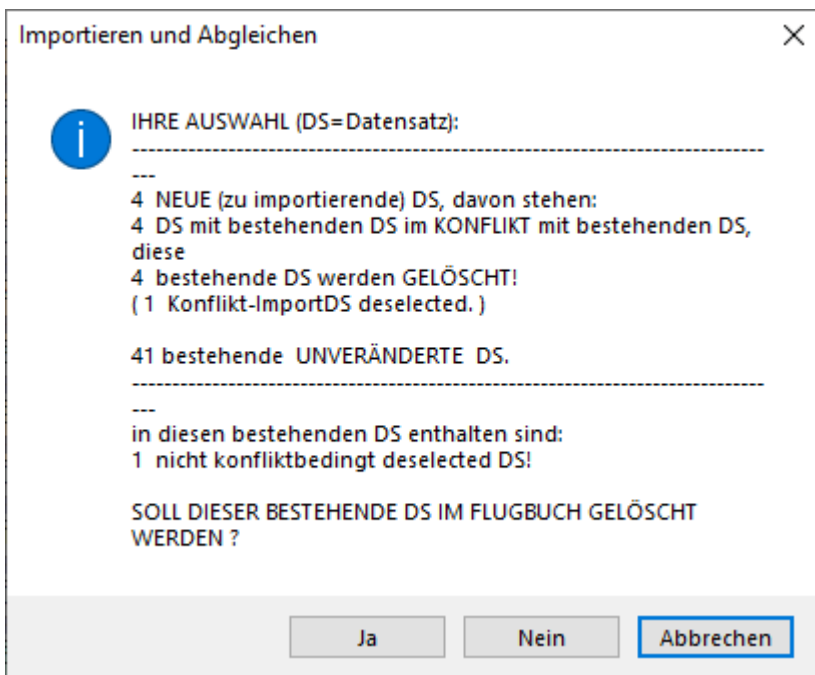 Importieren und Abgleichen
IHRE AUSWAHL (DS=Datensatz):
-------------------------------------------------------------------------------
---
4  NEUE (zu importierende) DS, davon stehen:
4  DS mit bestehenden DS im KONFLIKT mit bestehenden DS,
diese
4  bestehende DS werden GELÖSCHT!
( 1  Konflikt-ImportDS deselected. )
41 bestehende  UNVERÄNDERTE  DS.
-------------------------------------------------------------------------------
---
in diesen bestehenden DS enthalten sind:
1  nicht konfliktbedingt deselected DS!
SOLL DIESER BESTEHENDE DS IM FLUGBUCH GELÖSCHT
WERDEN ?
Ja Nein Abbrechen